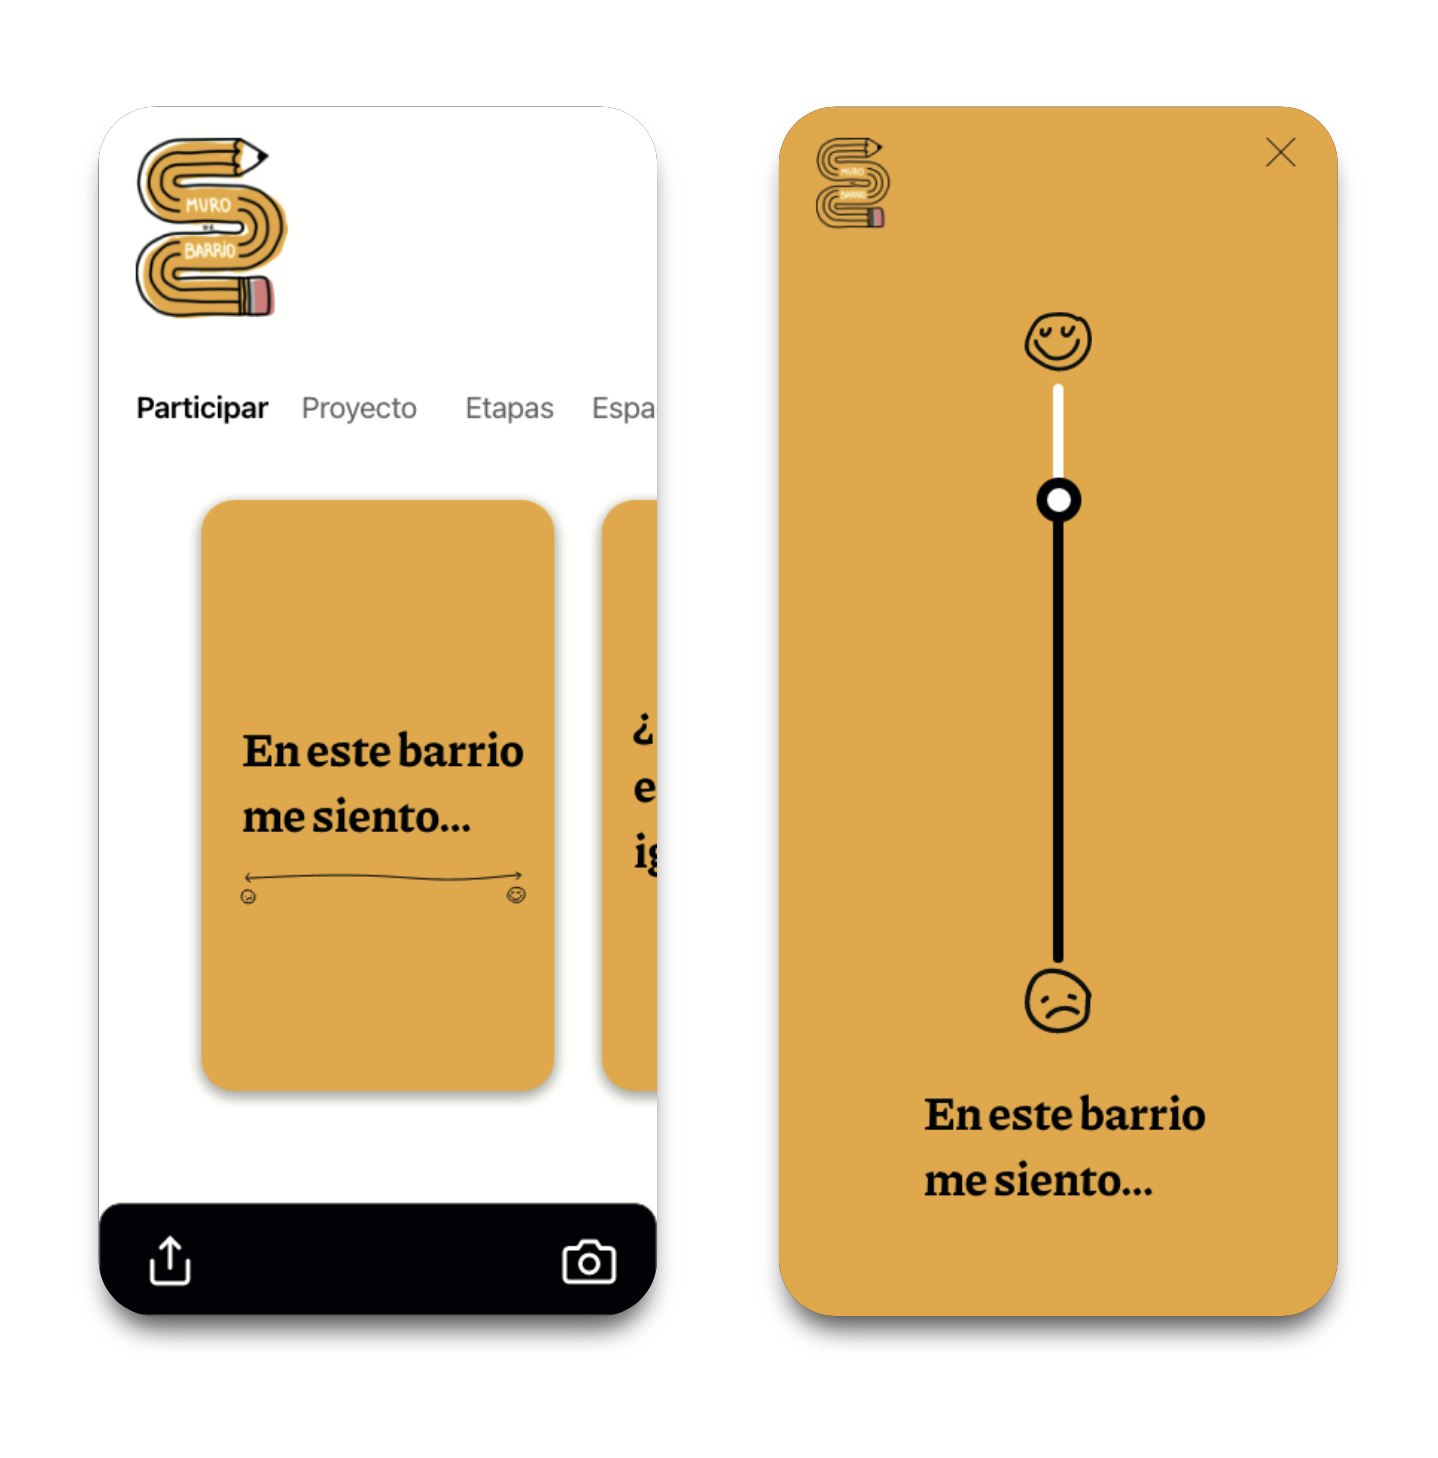 MURO
DE
BARRIO
Participar Proyecto Etapas Espa
En este barrio
me siento...
¿
e
ig
MURO
BARRIO
En este barrio
me siento...